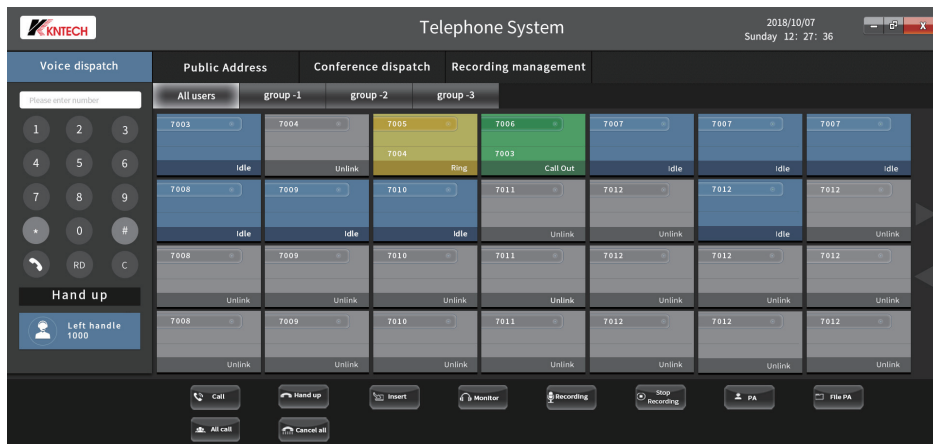 KNTECH
Telephone System
2018/10/07
Sunday 12: 27: 36
Voice dispatch
Public Address
Conference dispatch
Recording management
Please enter number
All users
group -1
group -2
group -3
1 2 3
4 5 6
7 8 9
* 0 #
RD C
Hand up
Left handle
1000
7003
Idle
7004
Unlink
7005
7004
Ring
7006
7003
Call Out
7007
Idle
7007
Idle
7007
Idle
7008
Idle
7009
Idle
7010
Idle
7011
Unlink
7012
Unlink
7012
Idle
7012
Unlink
7008
Unlink
7009
Unlink
7010
Unlink
7011
Unlink
7012
Unlink
7012
Unlink
7012
Unlink
7008
Unlink
7009
Unlink
7010
Unlink
7011
Unlink
7012
Unlink
7012
Unlink
7012
Unlink
Call
Hand up
Insert
Monitor
Recording
Stop
Recording
PA
File PA
All call
Cancel all